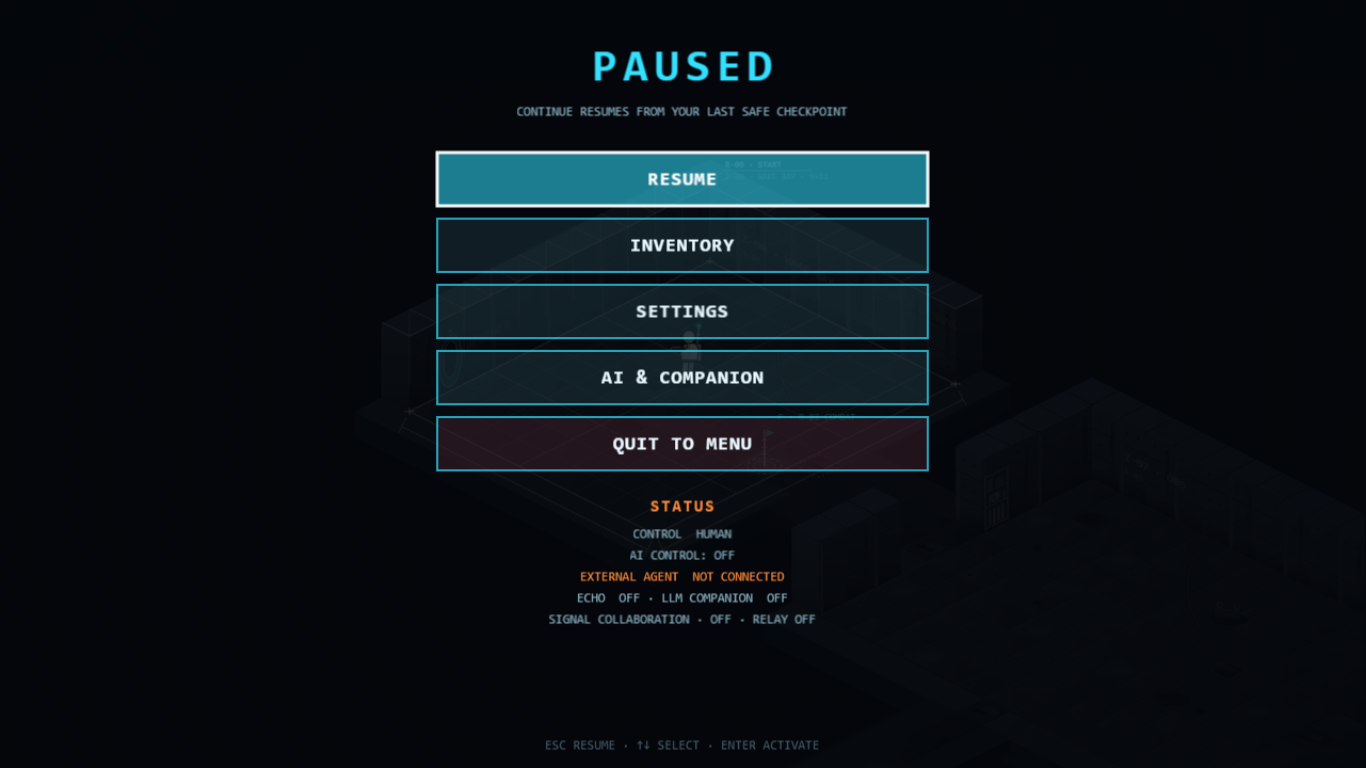 PAUSED
CONTINUE RESUMES FROM YOUR LAST SAFE CHECKPOINT
RESUME
INVENTORY
SETTINGS
AI & COMPANION
QUIT TO MENU
STATUS
CONTROL HUMAN
AI CONTROL: OFF
EXTERNAL AGENT NOT CONNECTED
ECHO OFF · LLM COMPANION OFF
SIGNAL COLLABORATION · OFF · RELAY OFF
ESC RESUME · ↑↓ SELECT · ENTER ACTIVATE